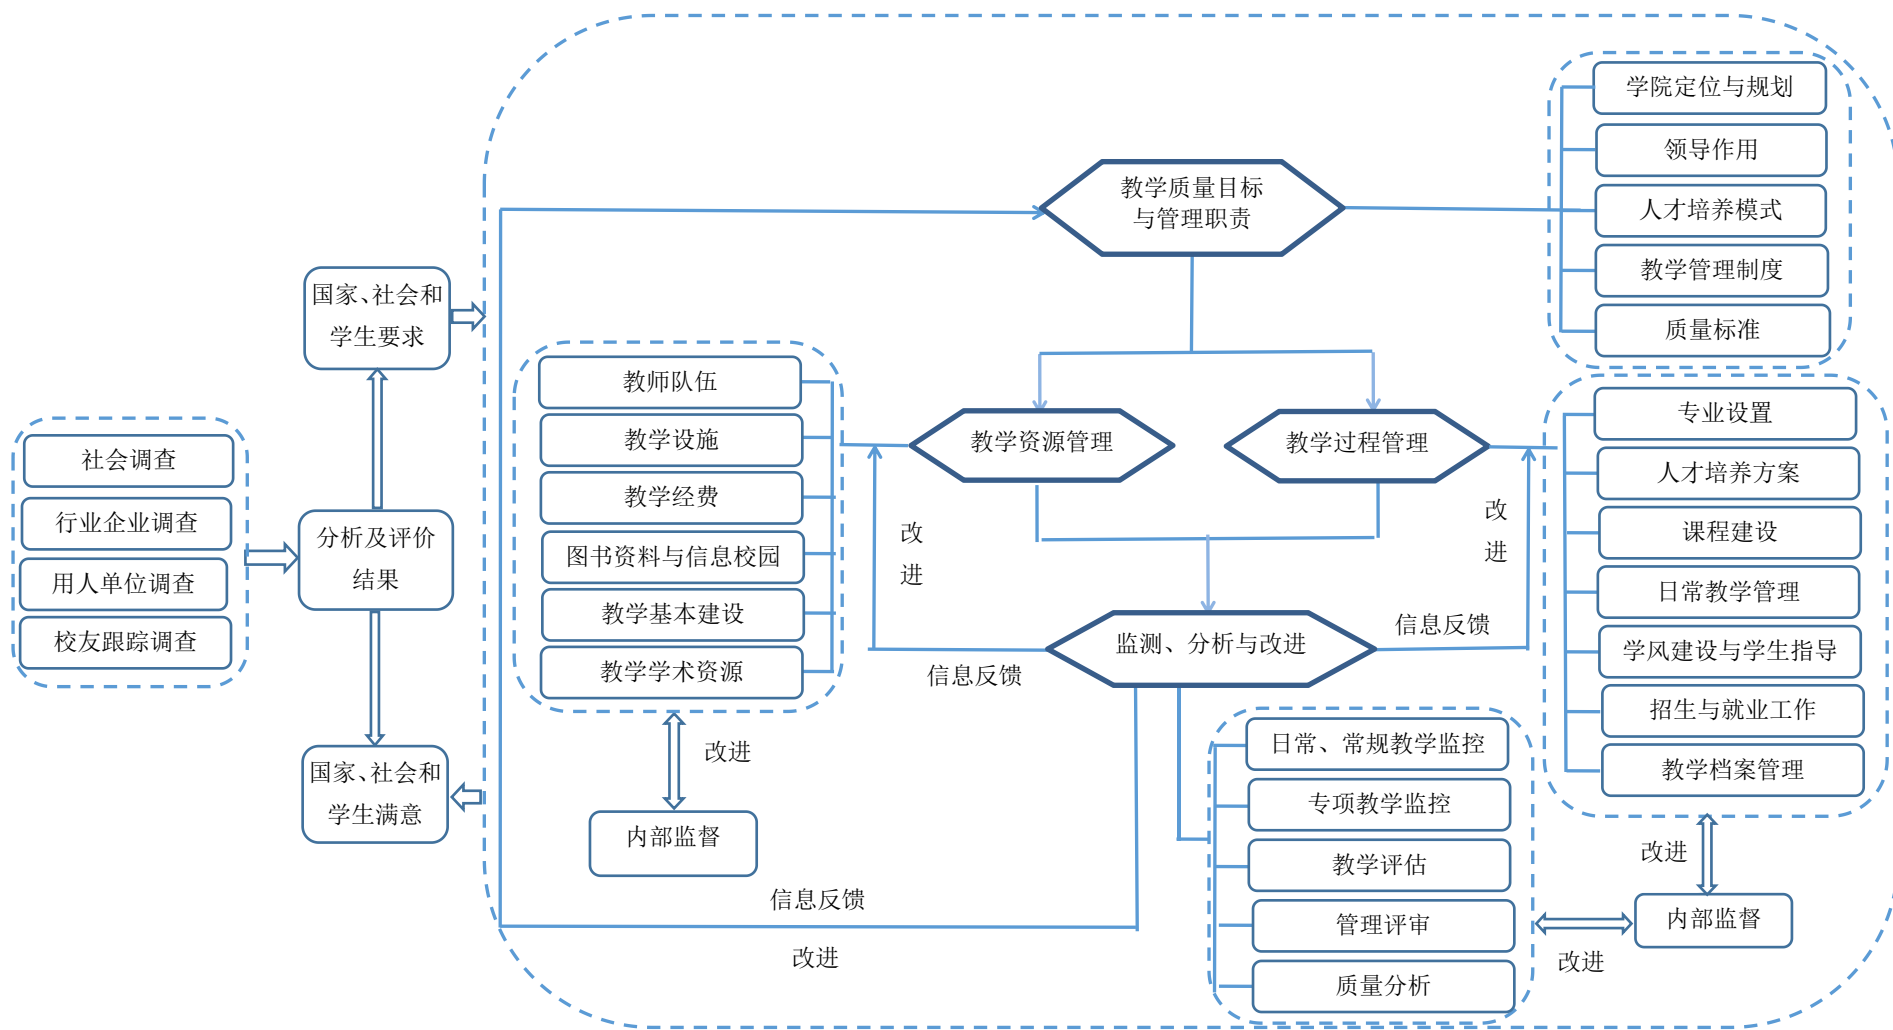 学院定位与规划
领导作用
人才培养模式
教学管理制度
质量标准
教学质量目标
与管理职责
国家、社会和
学生要求
教师队伍
教学设施
教学经费
图书资料与信息校园
教学基本建设
教学学术资源
教学资源管理
教学过程管理
专业设置
人才培养方案
课程建设
日常教学管理
学风建设与学生指导
招生与就业工作
教学档案管理
社会调查
行业企业调查
用人单位调查
校友跟踪调查
分析及评价
结果
改
进
改
进
信息反馈
监测、分析与改进
信息反馈
国家、社会和
学生满意
改进
内部监督
日常、常规教学监控
专项教学监控
教学评估
管理评审
质量分析
改进
内部监督
改进
信息反馈
改进